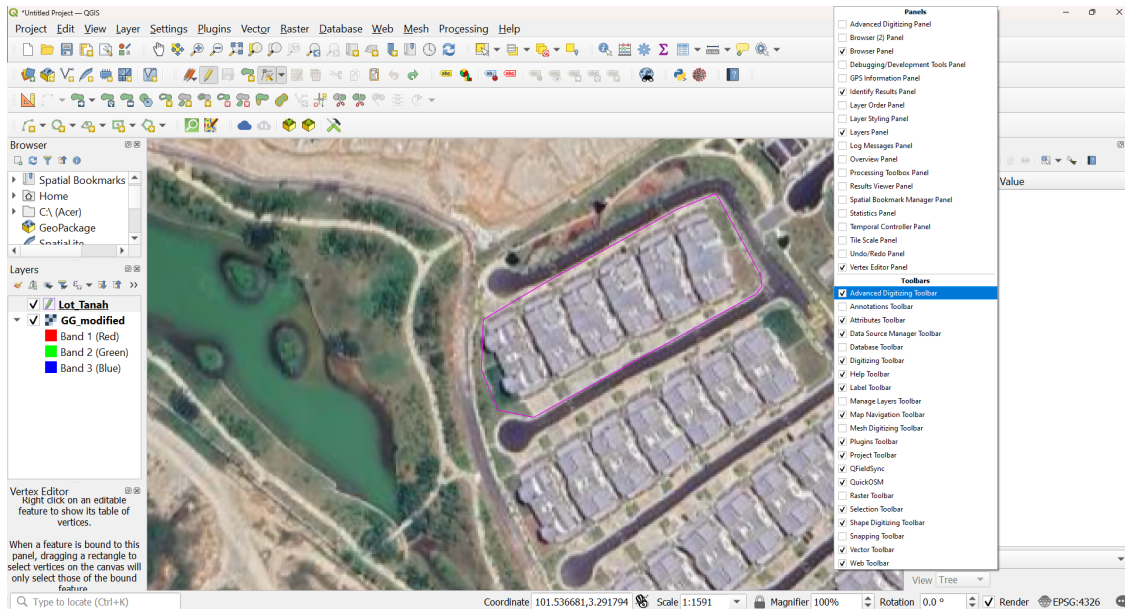 *Untitled Project — QGIS
Project Edit View Layer Settings Plugins Vector Raster Database Web Mesh Processing Help
Browser
Spatial Bookmarks
Home
C:\ (Acer)
GeoPackage
SpatiaLite
Layers
Lot_Tanah
GG_modified
Band 1 (Red)
Band 2 (Green)
Band 3 (Blue)
Vertex Editor
Right click on an editable
feature to show its table of
vertices.
When a feature is bound to this
panel, dragging a rectangle to
select vertices on the canvas will
only select those of the bound
feature
Panels
Advanced Digitizing Panel
Browser (2) Panel
Browser Panel
Debugging/Development Tools Panel
GPS Information Panel
Identify Results Panel
Layer Order Panel
Layer Styling Panel
Layers Panel
Log Messages Panel
Overview Panel
Processing Toolbox Panel
Results Viewer Panel
Spatial Bookmark Manager Panel
Statistics Panel
Temporal Controller Panel
Tile Scale Panel
Undo/Redo Panel
Vertex Editor Panel
Toolbars
Advanced Digitizing Toolbar
Annotations Toolbar
Attributes Toolbar
Data Source Manager Toolbar
Database Toolbar
Digitizing Toolbar
Help Toolbar
Label Toolbar
Manage Layers Toolbar
Map Navigation Toolbar
Mesh Digitizing Toolbar
Plugins Toolbar
Project Toolbar
QFieldSync
QuickOSM
Raster Toolbar
Selection Toolbar
Shape Digitizing Toolbar
Snapping Toolbar
Vector Toolbar
Web Toolbar
Value
View Tree
Type to locate (Ctrl+K)
Coordinate 101.536681,3.291794 Scale 1:1591 Magnifier 100% Rotation 0.0 ° Render EPSG:4326